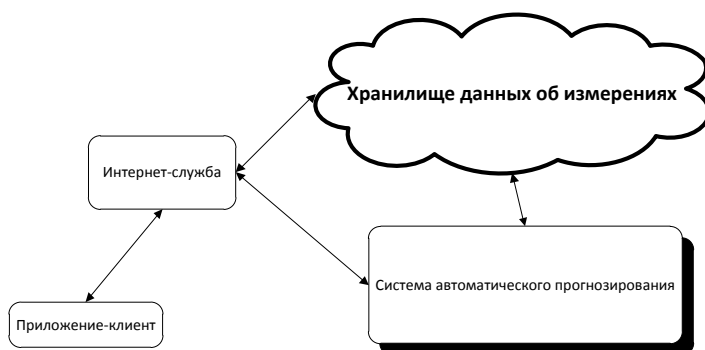 Хранилище данных об измерениях
Интернет-служба
Система автоматического прогнозирования
Приложение-клиент